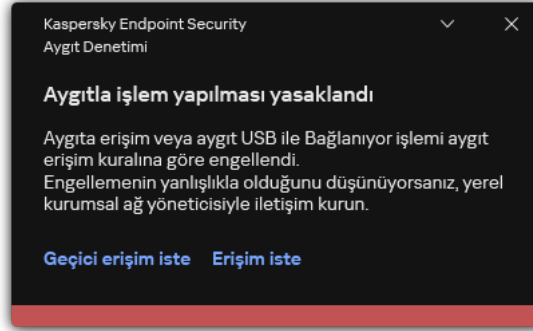 Kaspersky Endpoint Security
Aygıt Denetimi
Aygıtla işlem yapılması yasaklandı
Aygıta erişim veya aygıt USB ile Bağlanıyor işlemi aygıt
erişim kuralına göre engellendi.
Engellemenin yanlışlıkla olduğunu düşünüyorsanız, yerel
kurumsal ağ yöneticisiyle iletişim kurun.
Geçici erişim iste Erişim iste